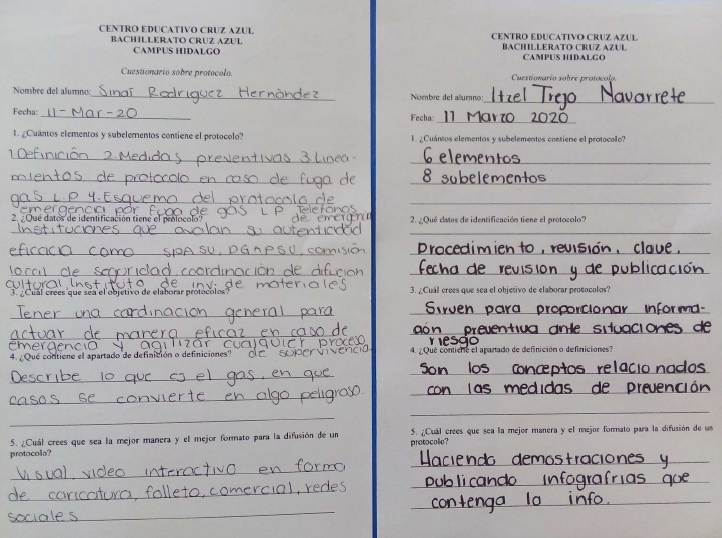 CENTRO EDUCATIVO CRUZ AZUL
BACHILLERATO CRUZ AZUL
CAMPUS HIDALGO
Cuestionario sobre protocolo.
Nombre del alumno: Sinaí Rodriguez Hernández
Fecha: 11-Mar-20
1. ¿Cuántos elementos y subelementos contiene el protocolo?
1.Definición 2.Medidas preventivas 3.Linea-
mientos de protocolo en caso de fuga de
gas L.P 4.Esquema del protocolo de
emergencia por fuga de gas L P Telefonos
de emergen
2. ¿Qué datos de identificación tiene el protocolo?
Instituciones que avalan su autenticidad
eficacia como SPASU, DGAPSU, comisión
local de seguridad, coordinación de difucion
cultural, Instituto de inv. de materiales
3. ¿Cuál crees que sea el objetivo de elaborar protocolos?
Tener una cordinacion general para
actuar de manera eficaz en caso de
emergencia y agilizar cualquier proceso
de supervivencia
4. ¿Qué contiene el apartado de definición o definiciones?
Describe lo que es el gas, en que
casos se convierte en algo peligroso.
5. ¿Cuál crees que sea la mejor manera y el mejor formato para la difusión de un
protocolo?
Visual, video interactivo en forma
de caricatura, folleto, comercial, redes
sociales
CENTRO EDUCATIVO CRUZ AZUL
BACHILLERATO CRUZ AZUL
CAMPUS HIDALGO
Cuestionario sobre protocolo.
Nombre del alumno: Itzel Trejo Navarrete
Fecha: 11 Marzo 2020
1. ¿Cuántos elementos y subelementos contiene el protocolo?
6 elementos
8 subelementos
2. ¿Qué datos de identificación tiene el protocolo?
Procedimiento, revisión, clave,
fecha de revision y de publicación
3. ¿Cuál crees que sea el objetivo de elaborar protocolos?
Sirven para proporcionar informa-
ción preventiva ante situaciones de
riesgo
4. ¿Qué contiene el apartado de definición o definiciones?
Son los conceptos relacionados
con las medidas de prevención
5. ¿Cuál crees que sea la mejor manera y el mejor formato para la difusión de un
protocolo?
Haciendo demostraciones y
publicando infografrias que
contenga la info.